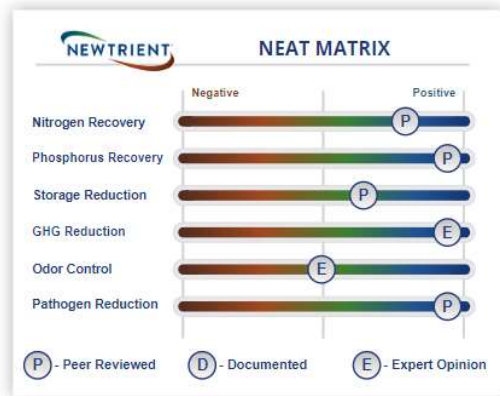 NEWTRIENT NEAT MATRIX
Negative Positive
Nitrogen Recovery P
Phosphorus Recovery P
Storage Reduction P
GHG Reduction E
Odor Control E
Pathogen Reduction P
P - Peer Reviewed D - Documented E - Expert Opinion